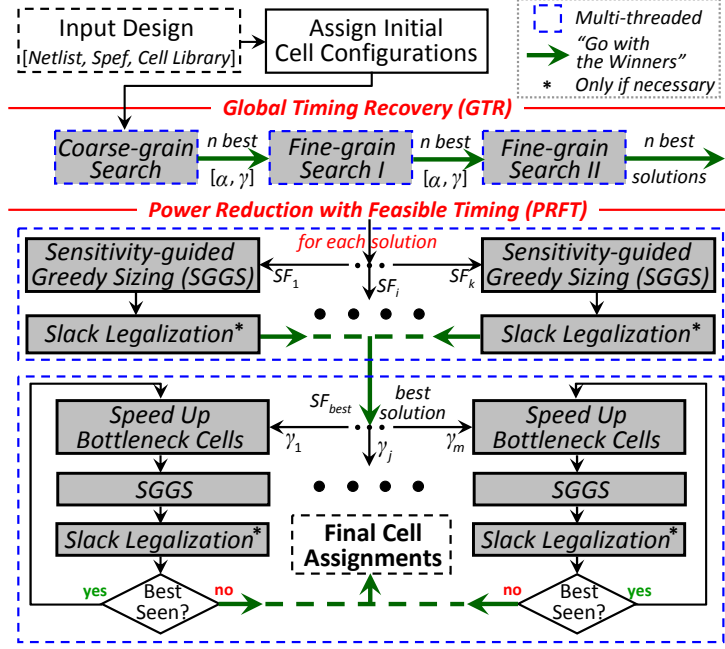 Input Design
[Netlist, Spef, Cell Library]
Assign Initial
Cell Configurations
Multi-threaded
“Go with
the Winners”
* Only if necessary
Global Timing Recovery (GTR)
Coarse-grain
Search
n best
[α, γ]
Fine-grain
Search I
n best
[α, γ]
Fine-grain
Search II
n best
solutions
Power Reduction with Feasible Timing (PRFT)
for each solution
Sensitivity-guided
Greedy Sizing (SGGS)
SF1
SFi
SFk
Sensitivity-guided
Greedy Sizing (SGGS)
Slack Legalization*
Slack Legalization*
SFbest
best
solution
Speed Up
Bottleneck Cells
γ1
γj
γm
Speed Up
Bottleneck Cells
SGGS
SGGS
Slack Legalization*
Final Cell
Assignments
Slack Legalization*
yes
Best
Seen?
no
no
Best
Seen?
yes